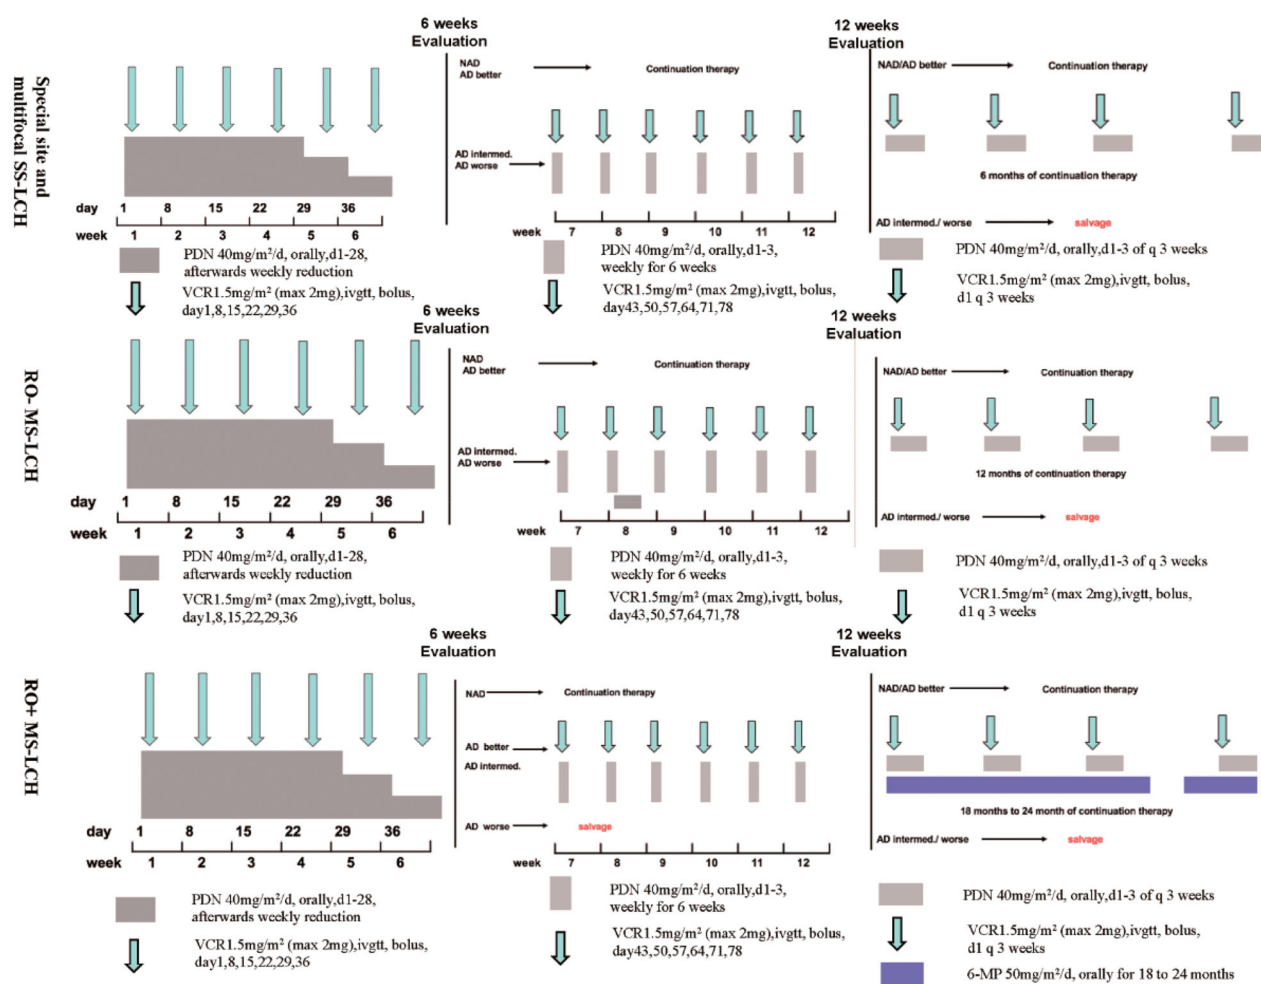 Special site and
multifocal SS-LCH
6 weeks
Evaluation
NAD
AD better
Continuation therapy
AD intermed.
AD worse
12 weeks
Evaluation
NAD/AD better
Continuation therapy
6 months of continuation therapy
AD intermed./ worse
salvage
day
1 8 15 22 29 36
week
1 2 3 4 5 6
PDN 40mg/m²/d, orally,d1-28,
afterwards weekly reduction
VCR1.5mg/m² (max 2mg),ivgtt, bolus,
day1,8,15,22,29,36
week
7 8 9 10 11 12
PDN 40mg/m²/d, orally,d1-3,
weekly for 6 weeks
VCR1.5mg/m² (max 2mg),ivgtt, bolus,
day43,50,57,64,71,78
PDN 40mg/m²/d, orally,d1-3 of q 3 weeks
VCR1.5mg/m² (max 2mg),ivgtt, bolus,
d1 q 3 weeks
RO- MS-LCH
6 weeks
Evaluation
NAD
AD better
Continuation therapy
AD intermed.
AD worse
12 weeks
Evaluation
NAD/AD better
Continuation therapy
12 months of continuation therapy
AD intermed./ worse
salvage
day
1 8 15 22 29 36
week
1 2 3 4 5 6
PDN 40mg/m²/d, orally,d1-28,
afterwards weekly reduction
VCR1.5mg/m² (max 2mg),ivgtt, bolus,
day1,8,15,22,29,36
week
7 8 9 10 11 12
PDN 40mg/m²/d, orally,d1-3,
weekly for 6 weeks
VCR1.5mg/m² (max 2mg),ivgtt, bolus,
day43,50,57,64,71,78
PDN 40mg/m²/d, orally,d1-3 of q 3 weeks
VCR1.5mg/m² (max 2mg),ivgtt, bolus,
d1 q 3 weeks
RO+ MS-LCH
6 weeks
Evaluation
NAD
Continuation therapy
AD better
AD intermed.
AD worse
salvage
12 weeks
Evaluation
NAD/AD better
Continuation therapy
18 months to 24 month of continuation therapy
AD intermed./ worse
salvage
day
1 8 15 22 29 36
week
1 2 3 4 5 6
PDN 40mg/m²/d, orally,d1-28,
afterwards weekly reduction
VCR1.5mg/m² (max 2mg),ivgtt, bolus,
day1,8,15,22,29,36
week
7 8 9 10 11 12
PDN 40mg/m²/d, orally,d1-3,
weekly for 6 weeks
VCR1.5mg/m² (max 2mg),ivgtt, bolus,
day43,50,57,64,71,78
PDN 40mg/m²/d, orally,d1-3 of q 3 weeks
VCR1.5mg/m² (max 2mg),ivgtt, bolus,
d1 q 3 weeks
6-MP 50mg/m²/d, orally for 18 to 24 months